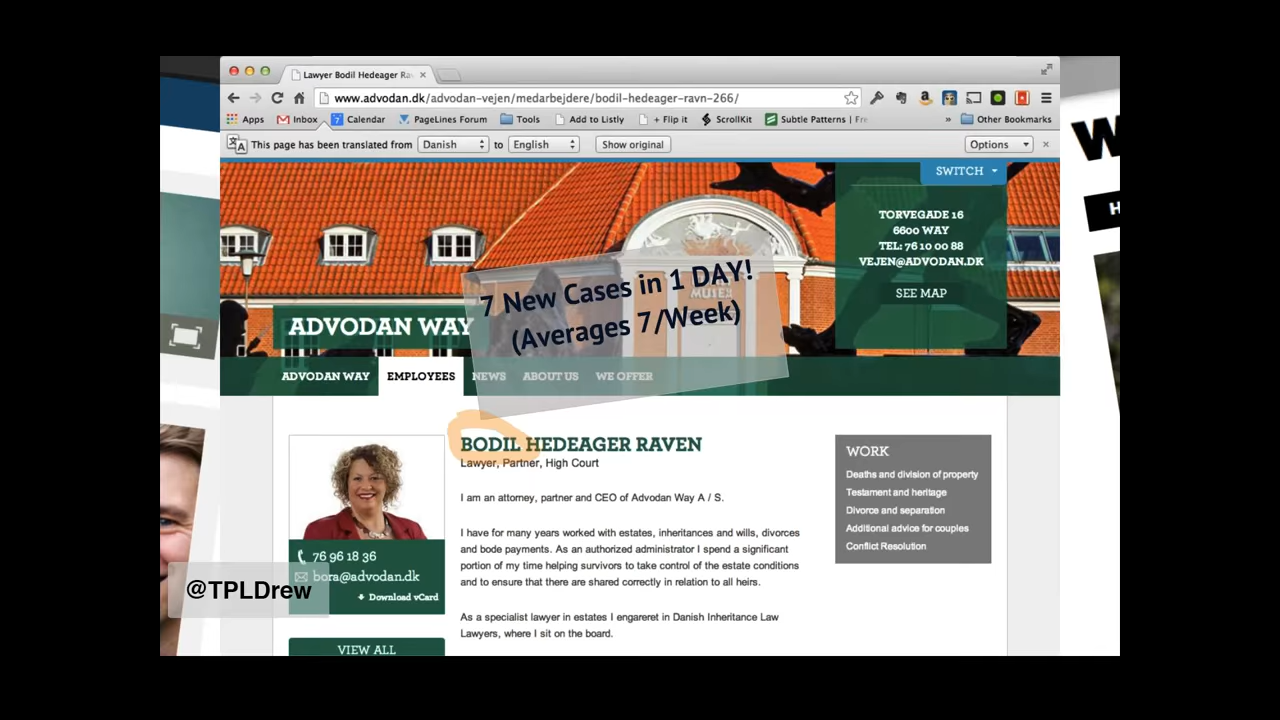 Lawyer Bodil Hedeager Ra
www.advodan.dk/advodan-vejen/medarbejdere/bodil-hedeager-ravn-266/
Apps Inbox Calendar PageLines Forum Tools Add to Listly + Flip it ScrollKit Subtle Patterns | Fre » Other Bookmarks
This page has been translated from Danish to English Show original Options
SWITCH
TORVEGADE 16
6600 WAY
TEL: 76 10 00 88
VEJEN@ADVODAN.DK
SEE MAP
7 New Cases in 1 DAY!
(Averages 7/Week)
ADVODAN WAY
ADVODAN WAY EMPLOYEES NEWS ABOUT US WE OFFER
BODIL HEDEAGER RAVEN
Lawyer, Partner, High Court
I am an attorney, partner and CEO of Advodan Way A / S.
I have for many years worked with estates, inheritances and wills, divorces
and bode payments. As an authorized administrator I spend a significant
portion of my time helping survivors to take control of the estate conditions
and to ensure that there are shared correctly in relation to all heirs.
As a specialist lawyer in estates I engareret in Danish Inheritance Law
Lawyers, where I sit on the board.
WORK
Deaths and division of property
Testament and heritage
Divorce and separation
Additional advice for couples
Conflict Resolution
76 96 18 36
bora@advodan.dk
Download vCard
VIEW ALL
@TPLDrew
W
H